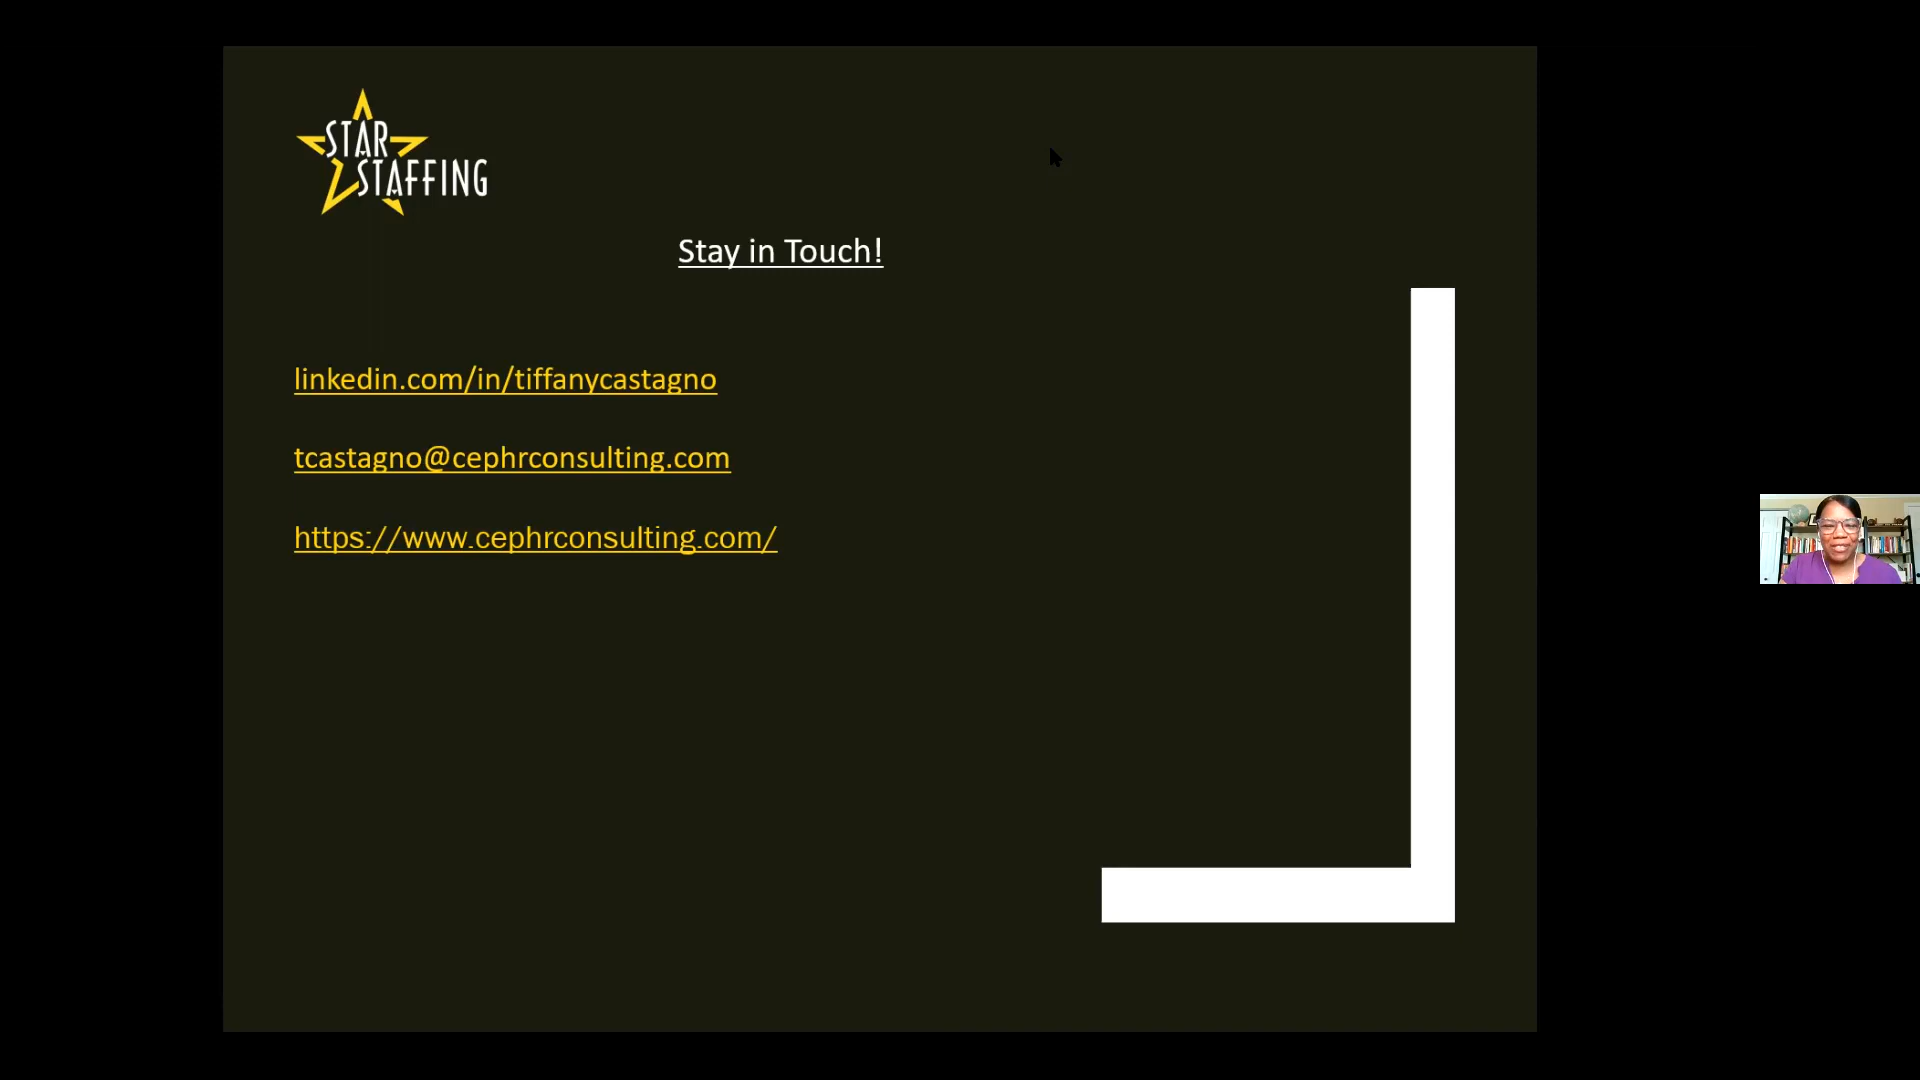 STAR
STAFFING
Stay in Touch!
linkedin.com/in/tiffanycastagno
tcastagno@cephrconsulting.com
https://www.cephrconsulting.com/